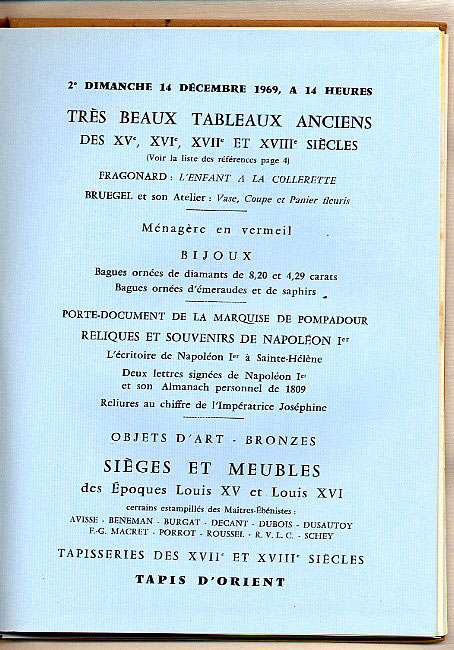 2e DIMANCHE 14 DÉCEMBRE 1969, A 14 HEURES
TRÈS BEAUX TABLEAUX ANCIENS
DES XVe, XVIe, XVIIe ET XVIIIe SIÈCLES
(Voir la liste des références page 4)
FRAGONARD : L'ENFANT A LA COLLERETTE
BRUEGEL et son Atelier : Vase, Coupe et Panier fleuris
Ménagère en vermeil
BIJOUX
Bagues ornées de diamants de 8,20 et 4,29 carats
Bagues ornées d'émeraudes et de saphirs
PORTE-DOCUMENT DE LA MARQUISE DE POMPADOUR
RELIQUES ET SOUVENIRS DE NAPOLÉON Ier
L'écritoire de Napoléon Ier à Sainte-Hélène
Deux lettres signées de Napoléon Ier
et son Almanach personnel de 1809
Reliures au chiffre de l'Impératrice Joséphine
OBJETS D'ART - BRONZES
SIÈGES ET MEUBLES
des Époques Louis XV et Louis XVI
certains estampillés des Maîtres-Ébénistes :
AVISSE - BENEMAN - BURGAT - DECANT - DUBOIS - DUSAUTOY
F.-G. MACRET - PORROT - ROUSSEL - R. V. L. C. - SCHEY
TAPISSERIES DES XVIIe ET XVIIIe SIÈCLES
TAPIS D'ORIENT